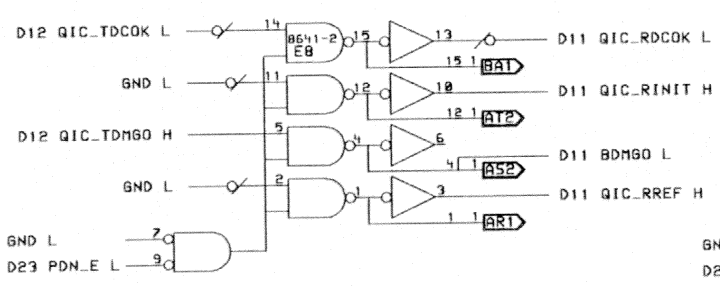 D12 QIC_TDCOK L 14 8641-2 E8 15 13 D11 QIC_RDCOK L
15 1 BA1
GND L 11 12 10 D11 QIC_RINIT H
12 1 AT2
D12 QIC_TDMGO H 5 4 6
4 1 AS2 D11 BDMGO L
GND L 2 1 3 D11 QIC_RREF H
1 1 AR1
GND L 7
D23 PDN_E L 9
GN
D2